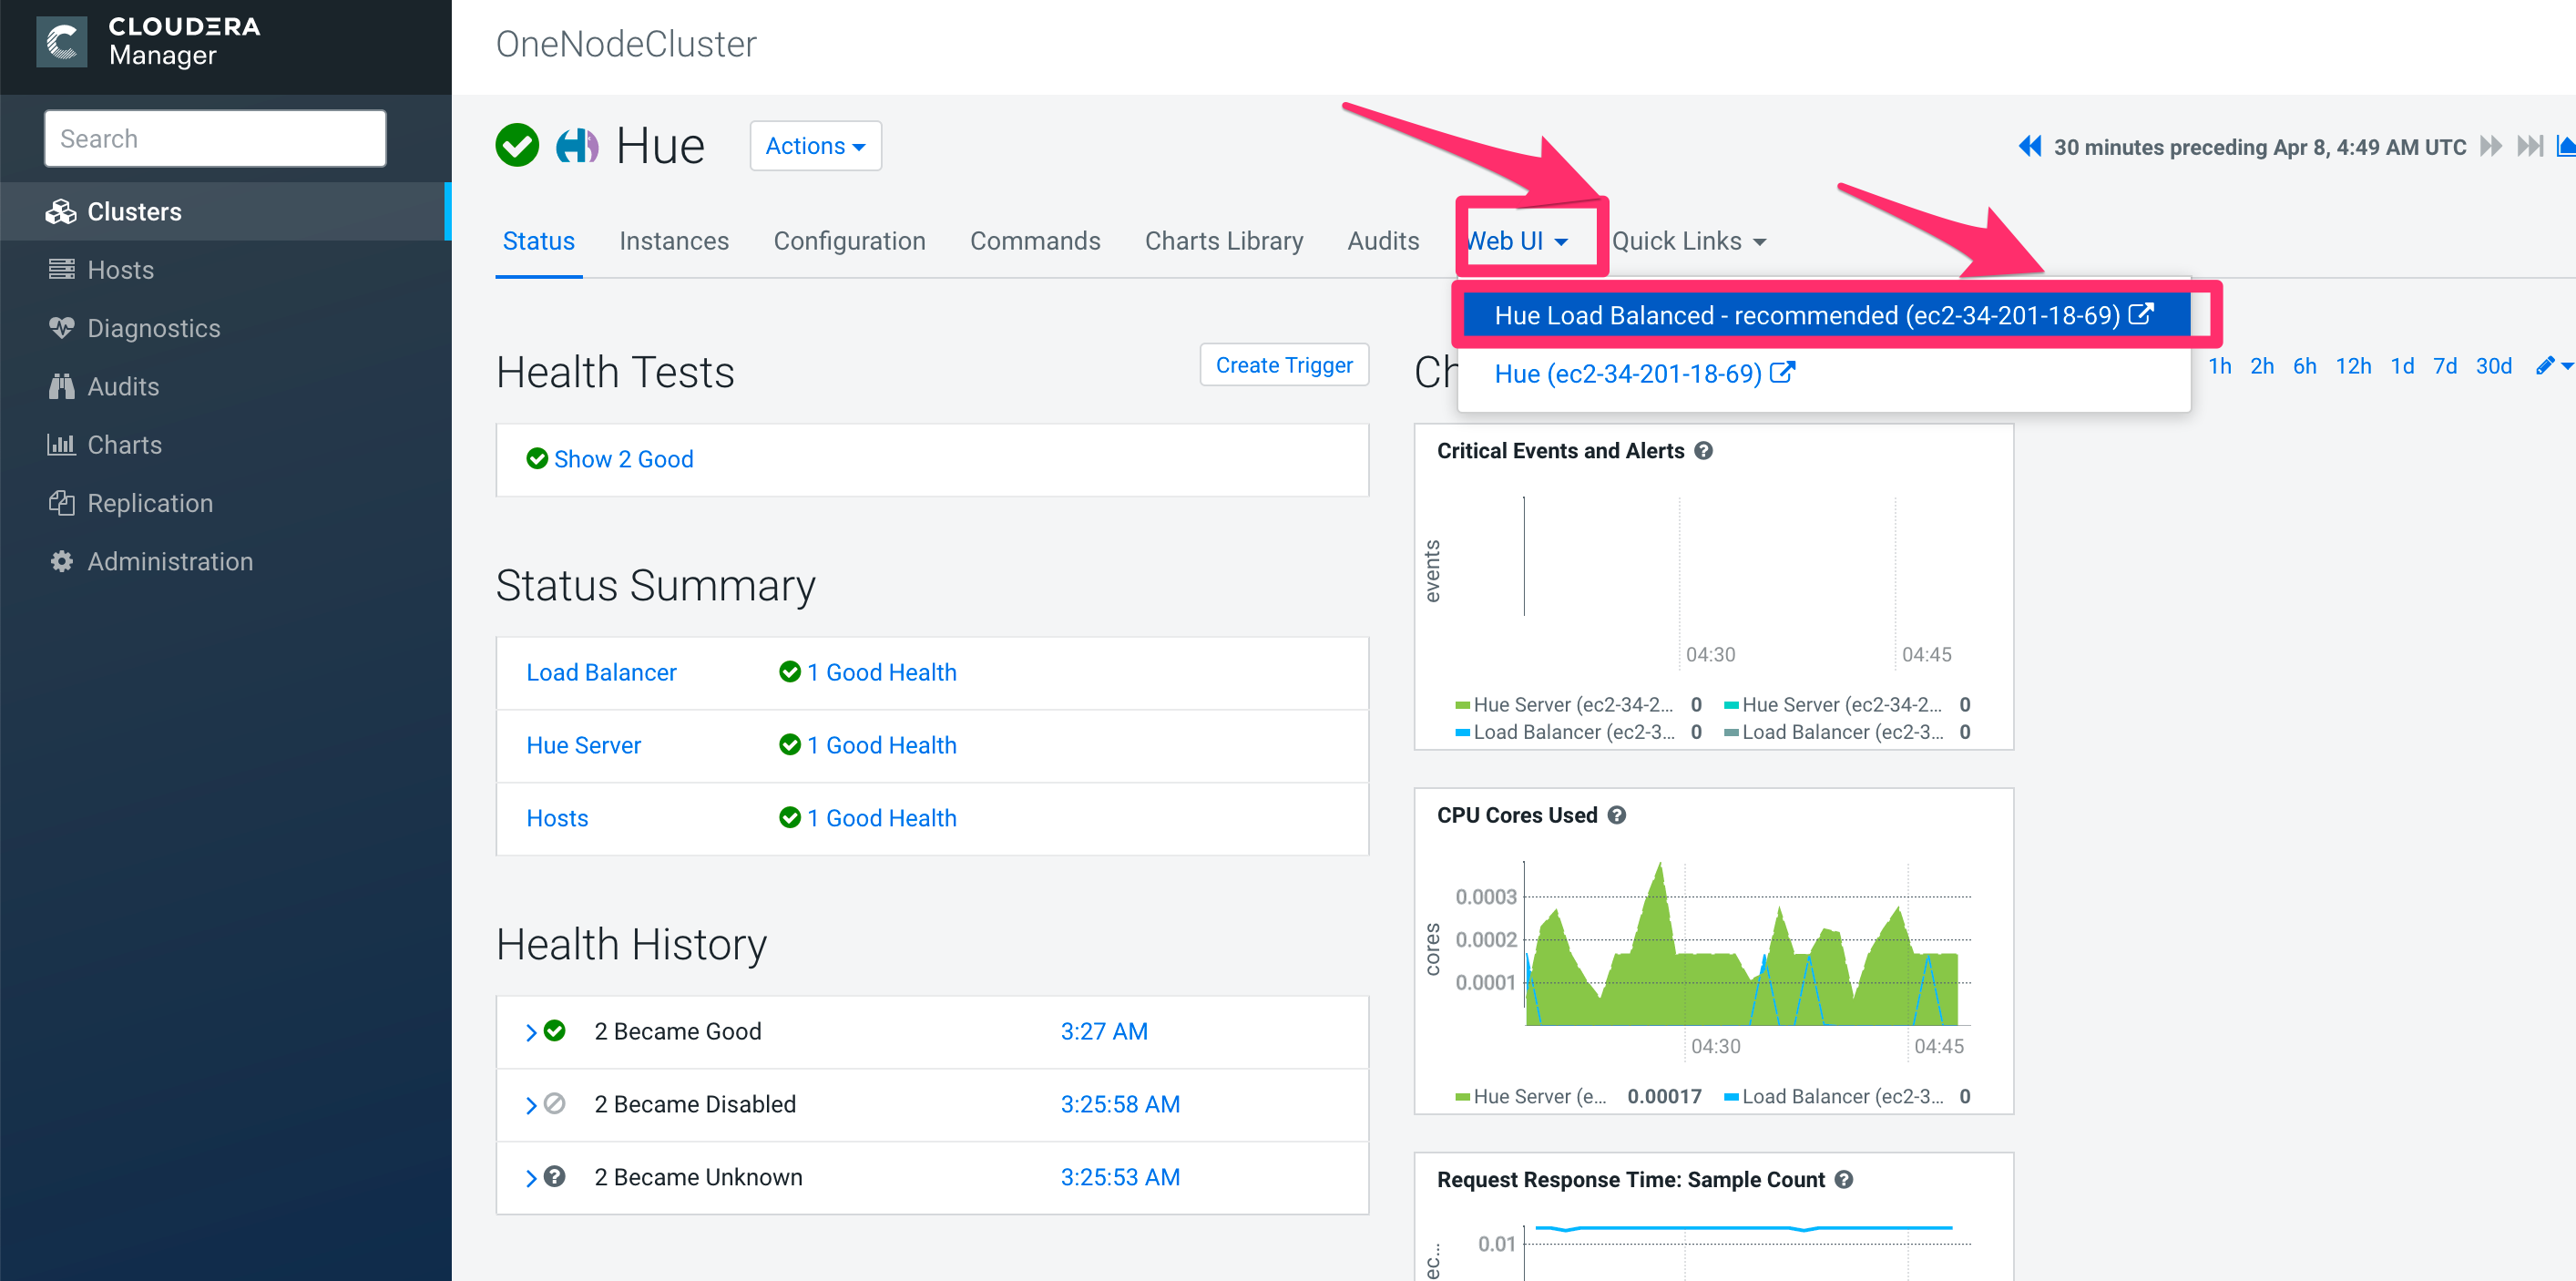 CLOUDERA
Manager
Search
Clusters
Hosts
Diagnostics
Audits
Charts
Replication
Administration
OneNodeCluster
Hue
Actions
30 minutes preceding Apr 8, 4:49 AM UTC
Status Instances Configuration Commands Charts Library Audits Web UI Quick Links
Hue Load Balanced - recommended (ec2-34-201-18-69)
Hue (ec2-34-201-18-69)
Health Tests
Create Trigger
Ch
1h 2h 6h 12h 1d 7d 30d
Show 2 Good
Status Summary
Load Balancer 1 Good Health
Hue Server 1 Good Health
Hosts 1 Good Health
Health History
2 Became Good 3:27 AM
2 Became Disabled 3:25:58 AM
2 Became Unknown 3:25:53 AM
Critical Events and Alerts
events
04:30 04:45
Hue Server (ec2-34-2... 0 Hue Server (ec2-34-2... 0
Load Balancer (ec2-3... 0 Load Balancer (ec2-3... 0
CPU Cores Used
cores
0.0003
0.0002
0.0001
04:30 04:45
Hue Server (e... 0.00017 Load Balancer (ec2-3... 0
Request Response Time: Sample Count
0.01
ec...